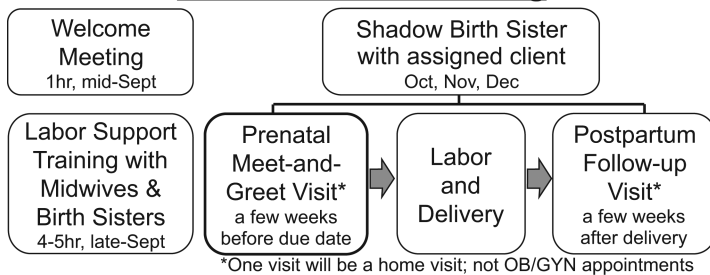 Welcome
Meeting
1hr, mid-Sept
Shadow Birth Sister
with assigned client
Oct, Nov, Dec
Labor Support
Training with
Midwives &
Birth Sisters
4-5hr, late-Sept
Prenatal
Meet-and-
Greet Visit*
a few weeks
before due date
Labor
and
Delivery
Postpartum
Follow-up
Visit*
a few weeks
after delivery
*One visit will be a home visit; not OB/GYN appointments